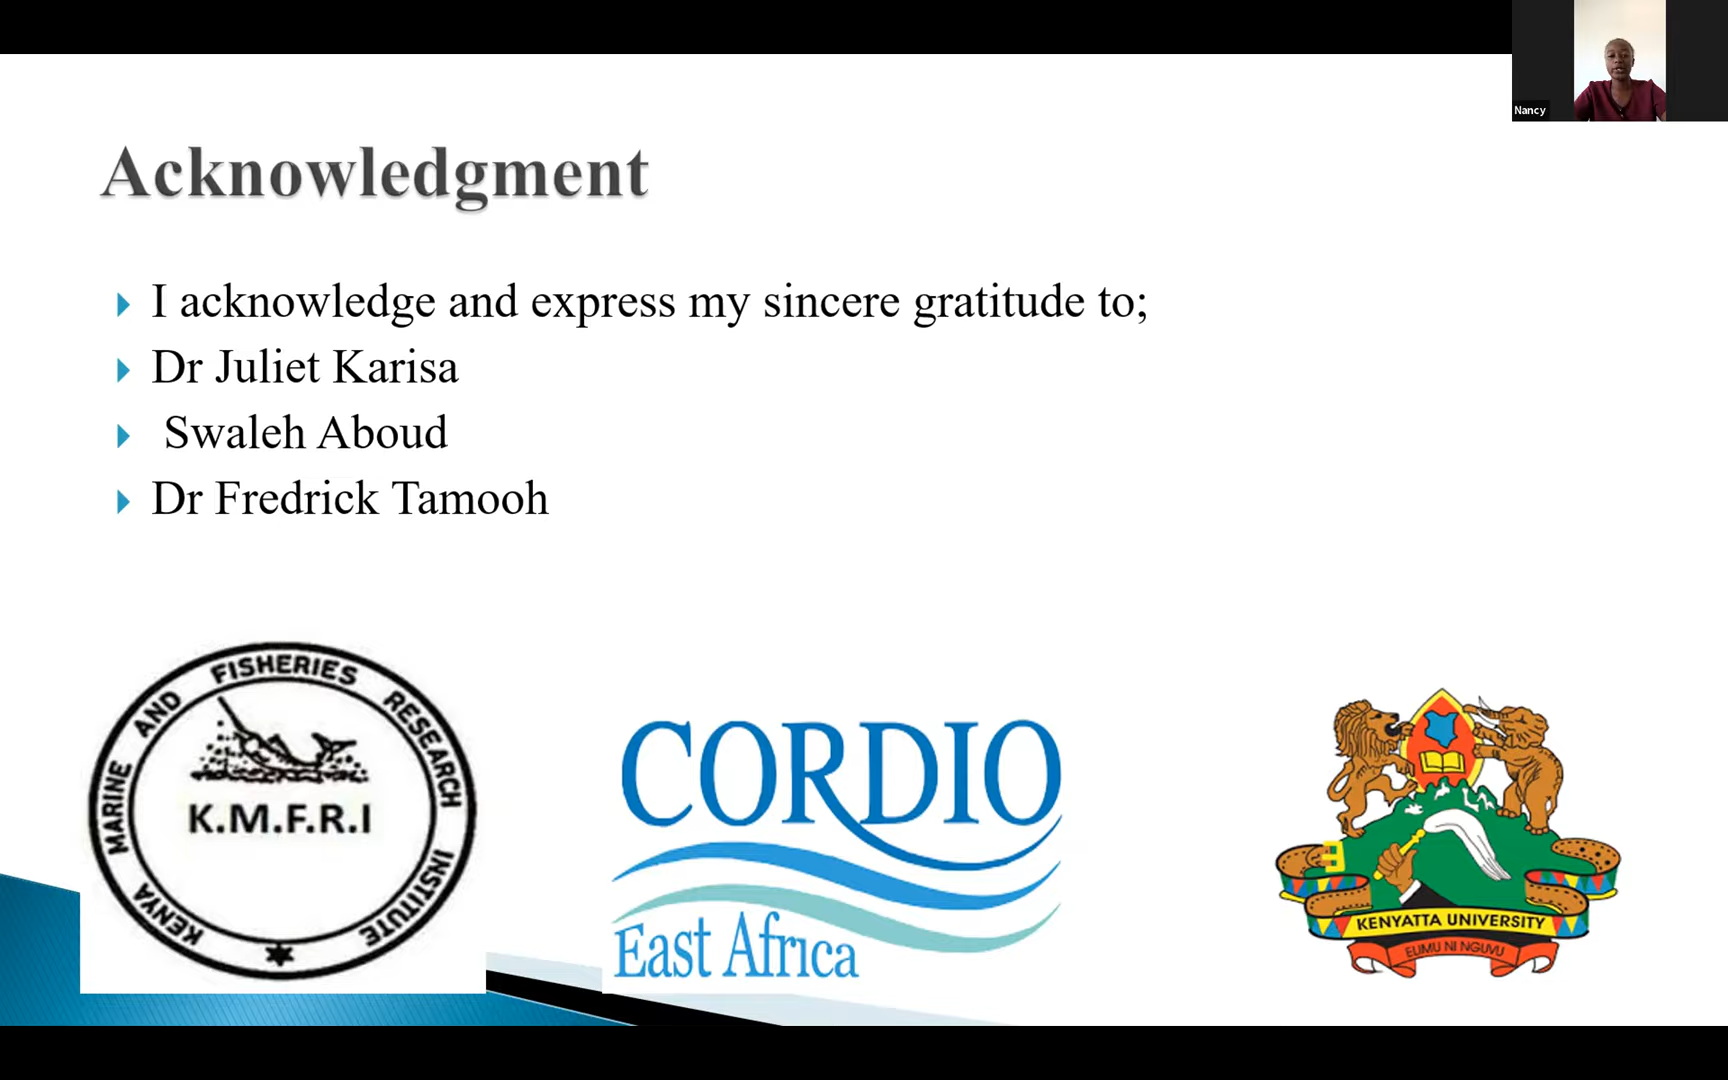 Nancy
Acknowledgment
I acknowledge and express my sincere gratitude to;
Dr Juliet Karisa
Swaleh Aboud
Dr Fredrick Tamooh
KENYA MARINE AND FISHERIES RESEARCH INSTITUTE
K.M.F.R.I
CORDIO
East Africa
KENYATTA UNIVERSITY
ELIMU NI NGUVU